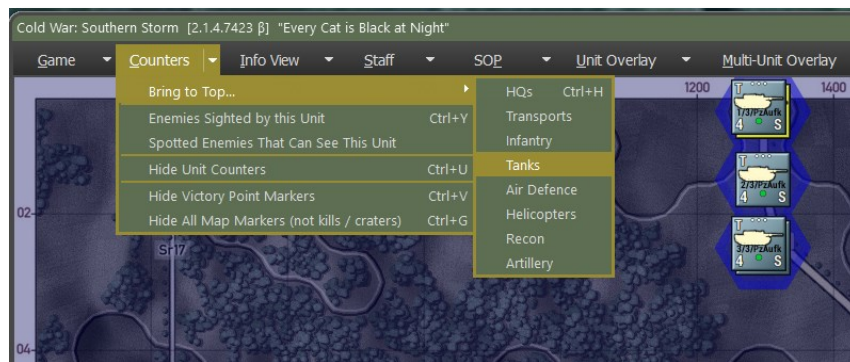 Cold War: Southern Storm [2.1.4.7423 β] "Every Cat is Black at Night"
Game Counters Info View Staff SOP Unit Overlay Multi-Unit Overlay
Bring to Top...
Enemies Sighted by this Unit Ctrl+Y
Spotted Enemies That Can See This Unit
Hide Unit Counters Ctrl+U
Hide Victory Point Markers Ctrl+V
Hide All Map Markers (not kills / craters) Ctrl+G
HQs Ctrl+H
Transports
Infantry
Tanks
Air Defence
Helicopters
Recon
Artillery
1200 1400
T
1/3/PzAufk
4 S
T
2/3/PzAufk
4 S
T
3/3/PzAufk
4 S
02
Sr17
04